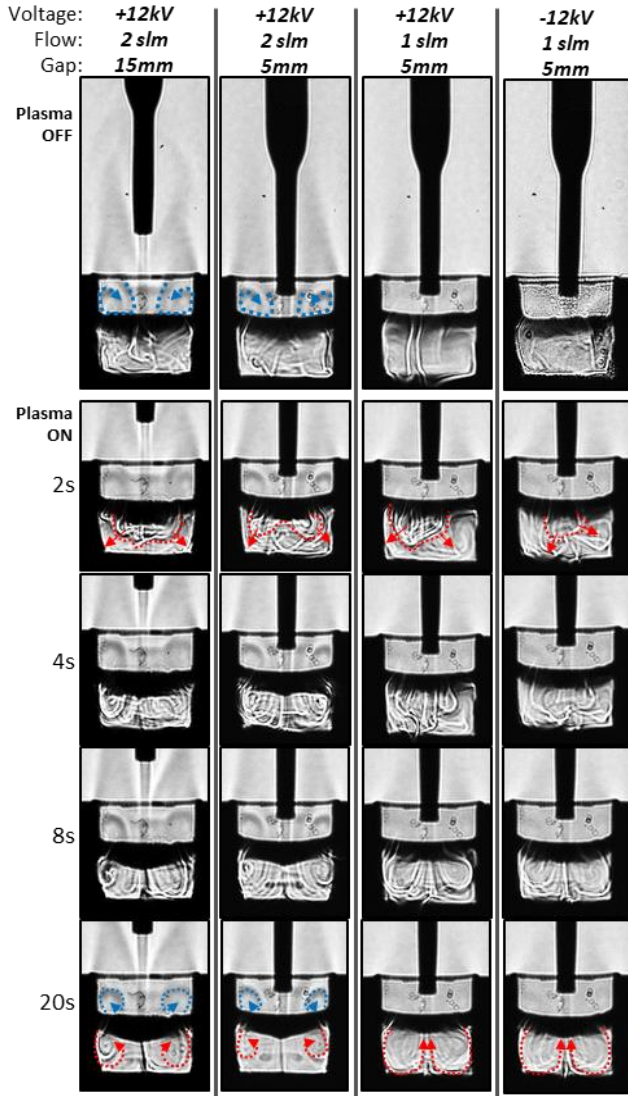 Voltage: +12kV +12kV +12kV -12kV
Flow: 2 slm 2 slm 1 slm 1 slm
Gap: 15mm 5mm 5mm 5mm
Plasma
OFF
Plasma
ON
2s
4s
8s
20s